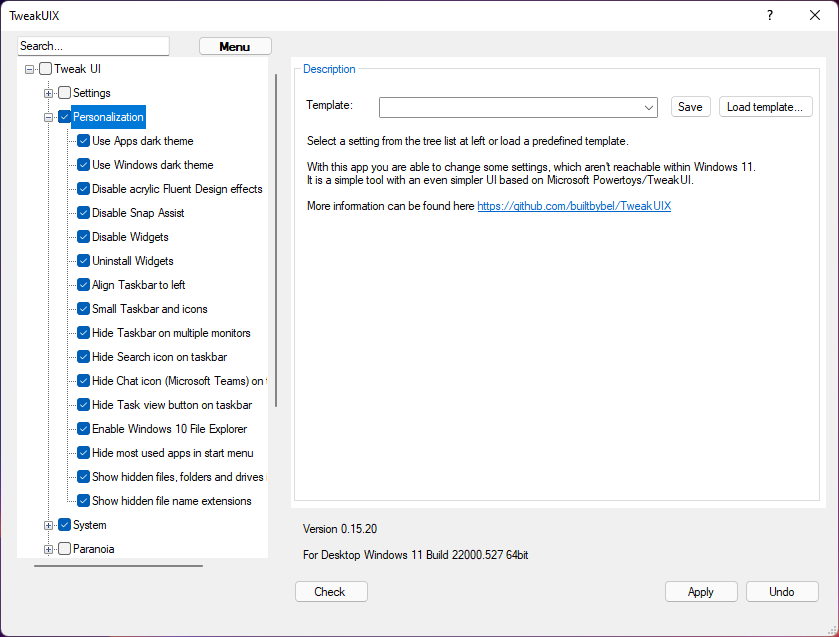 TweakUIX
?
Search...
Menu
Tweak UI
Settings
Personalization
Use Apps dark theme
Use Windows dark theme
Disable acrylic Fluent Design effects
Disable Snap Assist
Disable Widgets
Uninstall Widgets
Align Taskbar to left
Small Taskbar and icons
Hide Taskbar on multiple monitors
Hide Search icon on taskbar
Hide Chat icon (Microsoft Teams) on
Hide Task view button on taskbar
Enable Windows 10 File Explorer
Hide most used apps in start menu
Show hidden files, folders and drives
Show hidden file name extensions
System
Paranoia
Description
Template:
Save
Load template...
Select a setting from the tree list at left or load a predefined template.
With this app you are able to change some settings, which aren't reachable within Windows 11.
It is a simple tool with an even simpler UI based on Microsoft Powertoys/TweakUI.
More information can be found here https://github.com/builtbybel/TweakUIX
Version 0.15.20
For Desktop Windows 11 Build 22000.527 64bit
Check
Apply
Undo